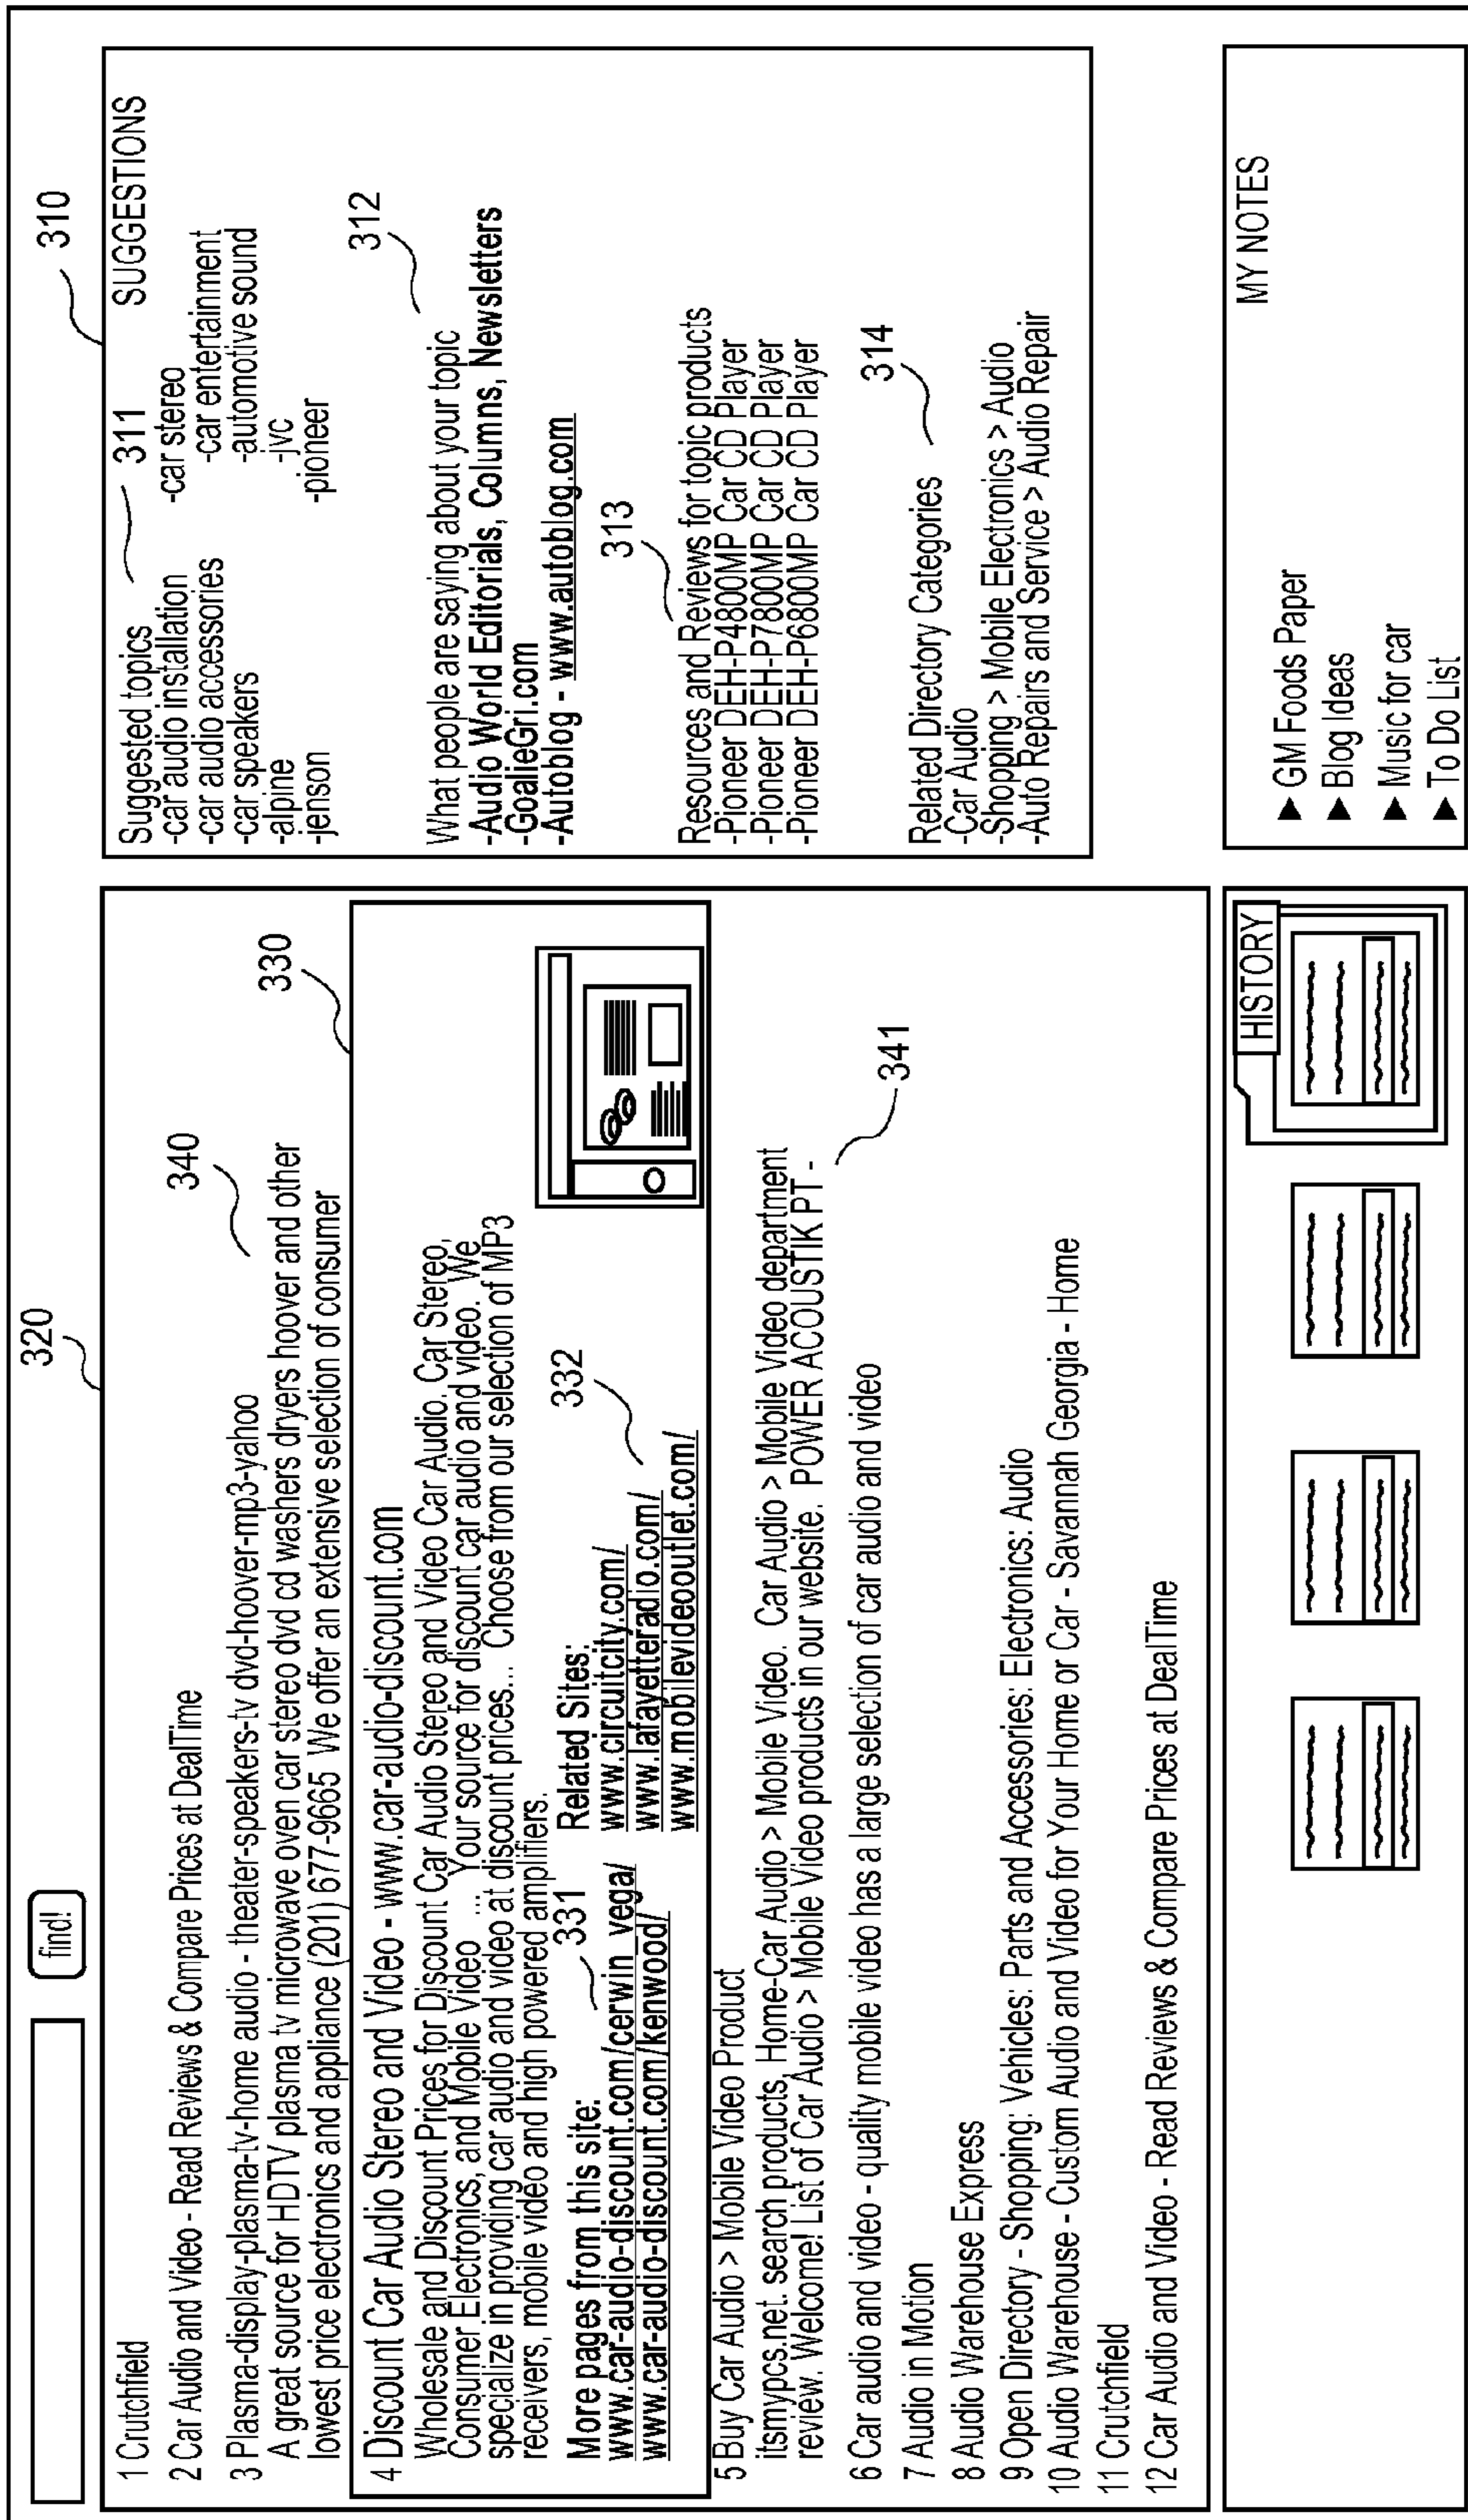 find!
320
1 Crutchfield
2 Car Audio and Video - Read Reviews & Compare Prices at DealTime
340
3 Plasma-display-plasma-tv-home audio - theater-speakers-tv dvd-hoover-mp3-yahoo
A great source for HDTV plasma tv microwave oven car stereo dvd cd washers dryers hoover and other
lowest price electronics and appliance (201) 677-9665 We offer an extensive selection of consumer
330
4 Discount Car Audio Stereo and Video - www.car-audio-discount.com
Wholesale and Discount Prices for Discount Car Audio Stereo and Video Car Audio, Car Stereo,
Consumer Electronics, and Mobile Video ... Your source for discount car audio and video. We
specialize in providing car audio and video at discount prices... Choose from our selection of MP3
receivers, mobile video and high powered amplifiers.
331
332
More pages from this site:
www.car-audio-discount.com/cerwin_vega/
www.car-audio-discount.com/kenwood/
Related Sites:
www.circuitcity.com/
www.lafayetteradio.com/
www.mobilevideooutlet.com/
5 Buy Car Audio > Mobile Video Product
itsmypcs.net. search products, Home-Car Audio > Mobile Video. Car Audio > Mobile Video department
review. Welcome! List of Car Audio > Mobile Video products in our website. POWER ACOUSTIK PT -
341
6 Car audio and video - quality mobile video has a large selection of car audio and video
7 Audio in Motion
8 Audio Warehouse Express
9 Open Directory - Shopping: Vehicles: Parts and Accessories: Electronics: Audio
10 Audio Warehouse - Custom Audio and Video for Your Home or Car - Savannah Georgia - Home
11 Crutchfield
12 Car Audio and Video - Read Reviews & Compare Prices at DealTime
310
SUGGESTIONS
311
Suggested topics
-car audio installation
-car audio accessories
-car speakers
-alpine
-jenson
-car stereo
-car entertainment
-automotive sound
-jvc
-pioneer
312
What people are saying about your topic
-Audio World Editorials, Columns, Newsletters
-GoalieGri.com
-Autoblog - www.autoblog.com
313
Resources and Reviews for topic products
-Pioneer DEH-P4800MP Car CD Player
-Pioneer DEH-P7800MP Car CD Player
-Pioneer DEH-P6800MP Car CD Player
314
Related Directory Categories
-Car Audio
-Shopping > Mobile Electronics > Audio
-Auto Repairs and Service > Audio Repair
HISTORY
MY NOTES
GM Foods Paper
Blog Ideas
Music for car
To Do List